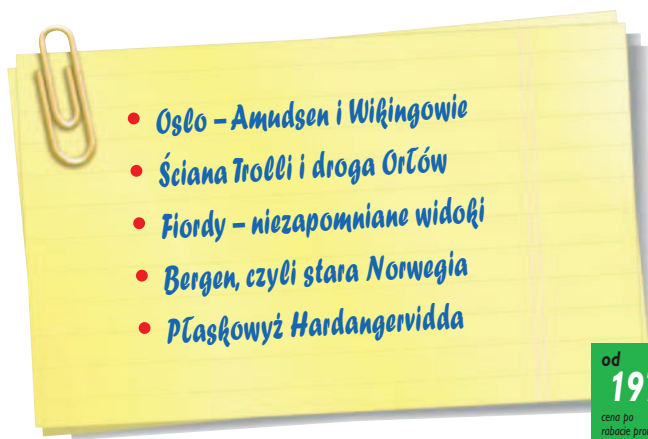 • Oslo – Amudsen i Wikingowie
• Ściana Trolli i droga Orłów
• Fiordy – niezapomniane widoki
• Bergen, czyli stara Norwegia
• Płaskowyż Hardangervidda
od
cena po
rabacie